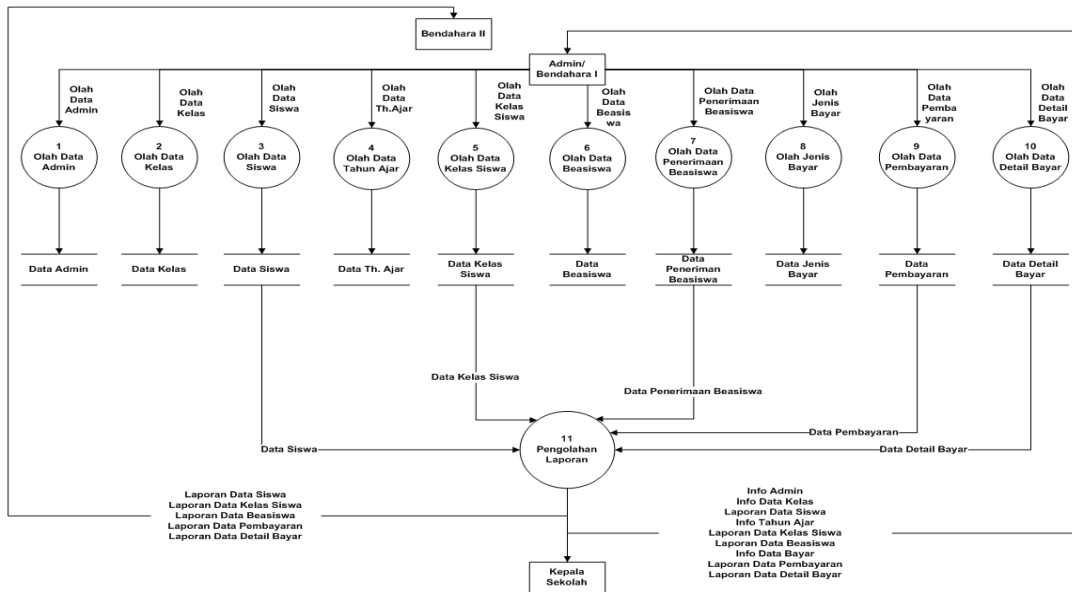 Bendahara II
Admin/
Bendahara I
Olah
Data
Admin
Olah
Data
Kelas
Olah
Data
Siswa
Olah
Data
Th.Ajar
Olah
Data
Kelas
Siswa
Olah
Data
Beasis
wa
Olah Data
Penerimaan
Beasiswa
Olah
Jenis
Bayar
Olah
Data
Pemba
yaran
Olah
Data
Detail
Bayar
1
Olah Data
Admin
2
Olah Data
Kelas
3
Olah Data
Siswa
4
Olah Data
Tahun Ajar
5
Olah Data
Kelas Siswa
6
Olah Data
Beasiswa
7
Olah Data
Penerimaan
Beasiswa
8
Olah Jenis
Bayar
9
Olah Data
Pembayaran
10
Olah Data
Detail Bayar
Data Admin
Data Kelas
Data Siswa
Data Th. Ajar
Data Kelas
Siswa
Data
Beasiswa
Data
Peneriman
Beasiswa
Data Jenis
Bayar
Data
Pembayaran
Data Detail
Bayar
Data Kelas Siswa
Data Penerimaan Beasiswa
Data Siswa
11
Pengolahan
Laporan
Data Pembayaran
Data Detail Bayar
Laporan Data Siswa
Laporan Data Kelas Siswa
Laporan Data Beasiswa
Laporan Data Pembayaran
Laporan Data Detail Bayar
Info Admin
Info Data Kelas
Laporan Data Siswa
Info Tahun Ajar
Laporan Data Kelas Siswa
Laporan Data Beasiswa
Info Data Bayar
Laporan Data Pembayaran
Laporan Data Detail Bayar
Kepala
Sekolah